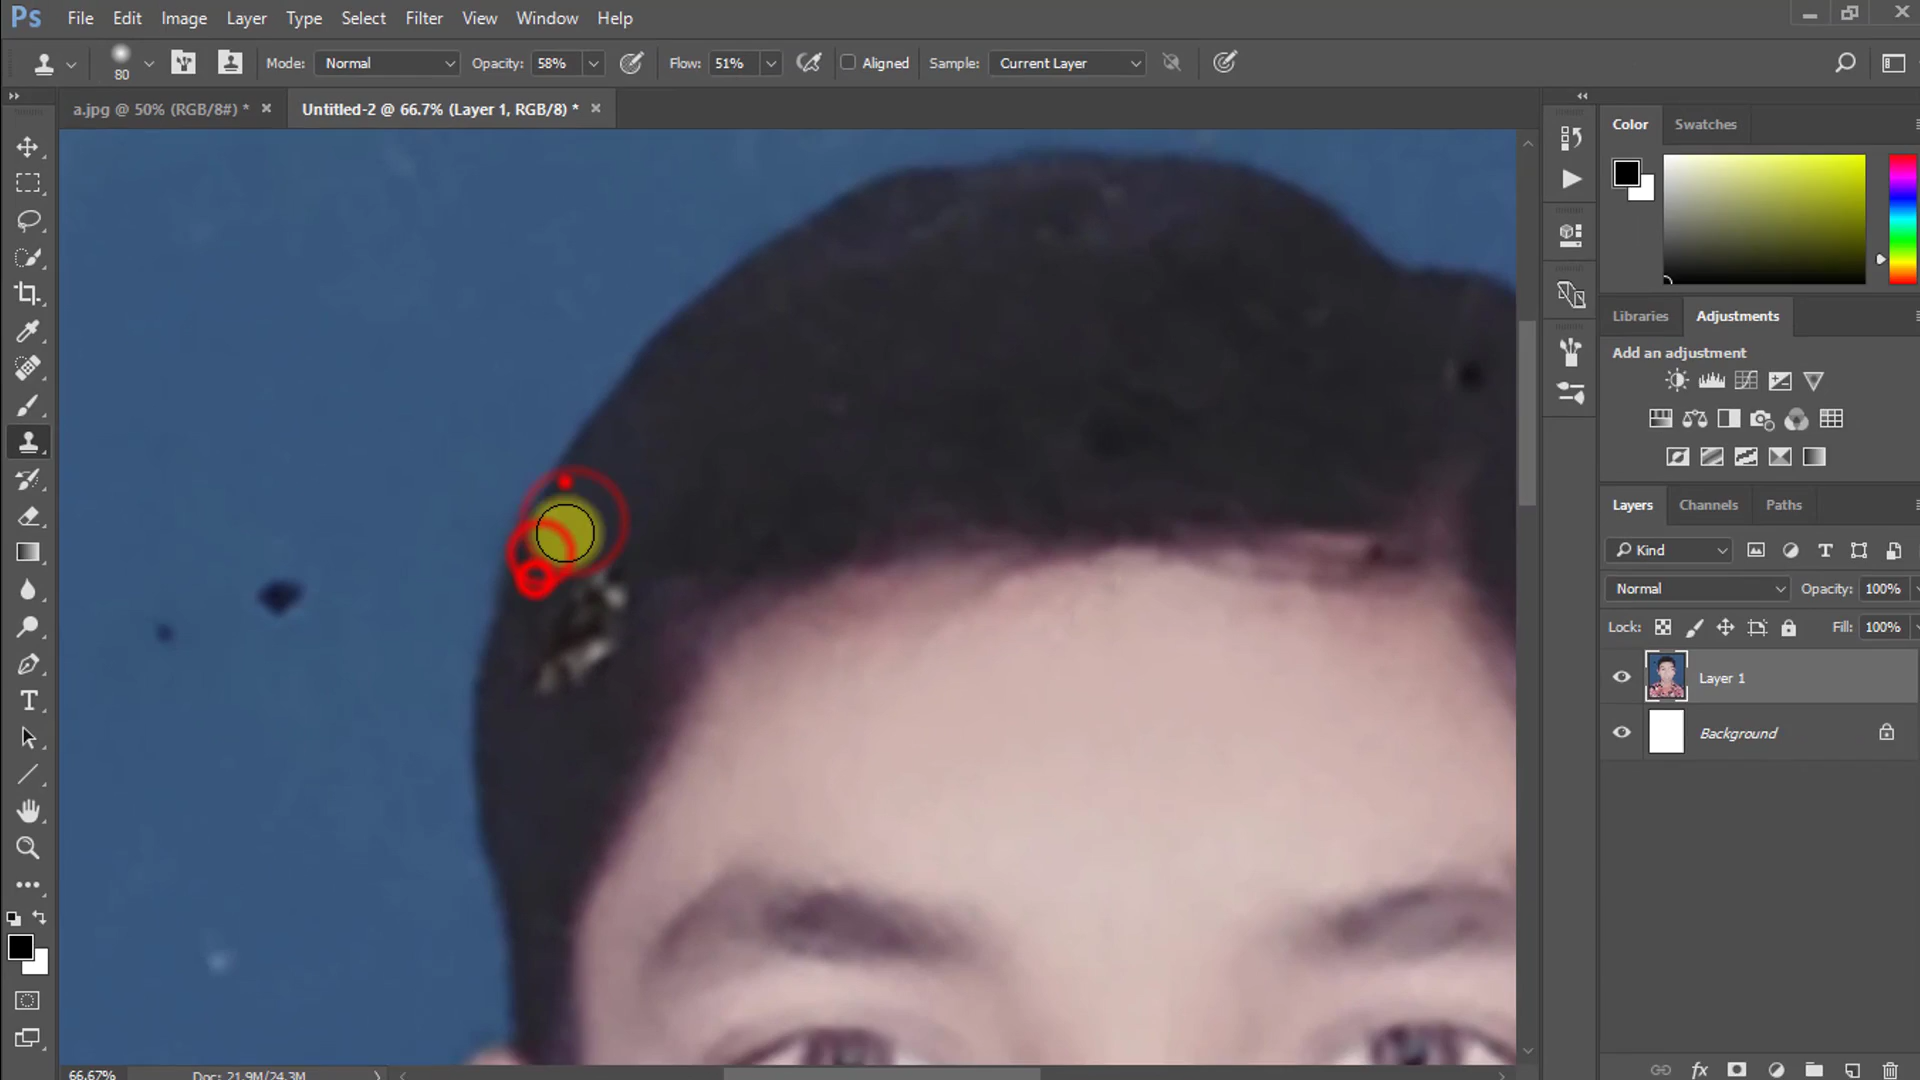 Ps File Edit Image Layer Type Select Filter View Window Help
80 Mode: Normal Opacity: 58% Flow: 51% Aligned Sample: Current Layer
a.jpg @ 50% (RGB/8#) * Untitled-2 @ 66.7% (Layer 1, RGB/8) *
Color Swatches
Libraries Adjustments
Add an adjustment
Layers Channels Paths
Kind
Normal Opacity: 100%
Lock: Fill: 100%
Layer 1
Background
66.67% Doc: 21.9M/24.3M